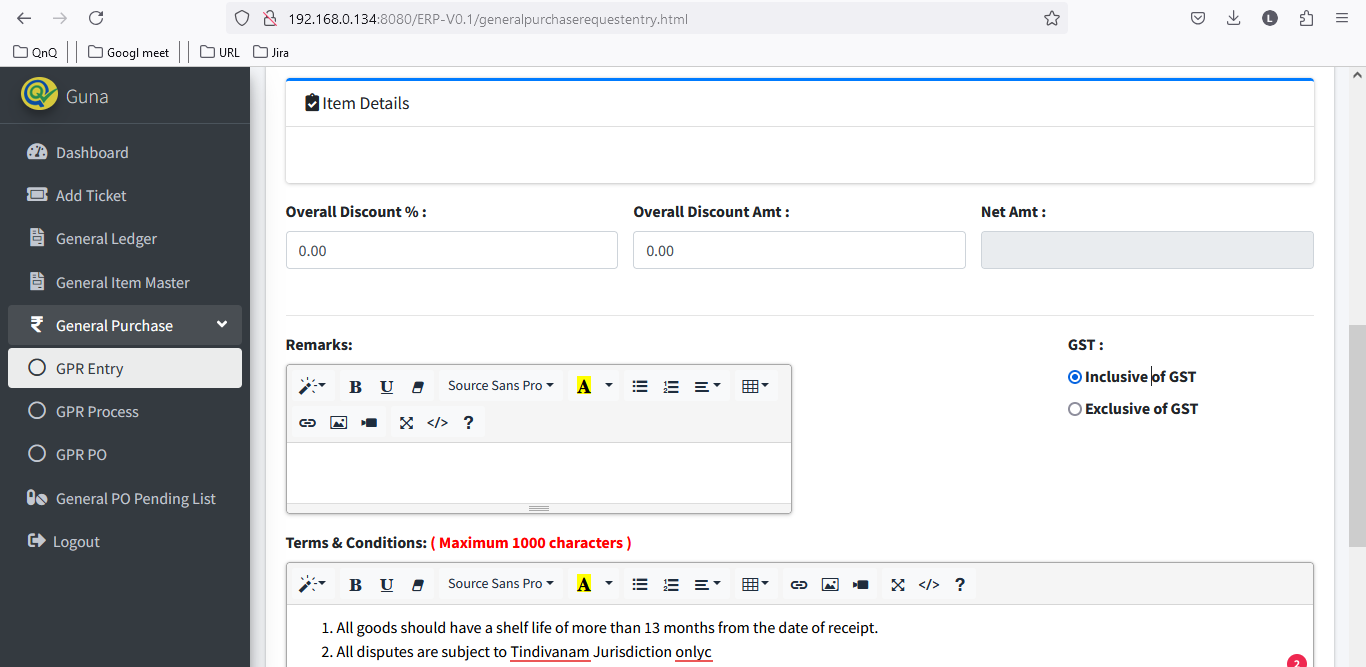 192.168.0.134:8080/ERP-V0.1/generalpurchaserequestentry.html
L
QnQ
Googl meet
URL
Jira
Guna
Dashboard
Add Ticket
General Ledger
General Item Master
General Purchase
GPR Entry
GPR Process
GPR PO
General PO Pending List
Logout
Item Details
Overall Discount % :
Overall Discount Amt :
Net Amt :
0.00
0.00
Remarks:
GST :
B U Source Sans Pro A
</> ?
Inclusive of GST
Exclusive of GST
Terms & Conditions: ( Maximum 1000 characters )
B U Source Sans Pro A </> ?
1. All goods should have a shelf life of more than 13 months from the date of receipt.
2. All disputes are subject to Tindivanam Jurisdiction onlyc
2